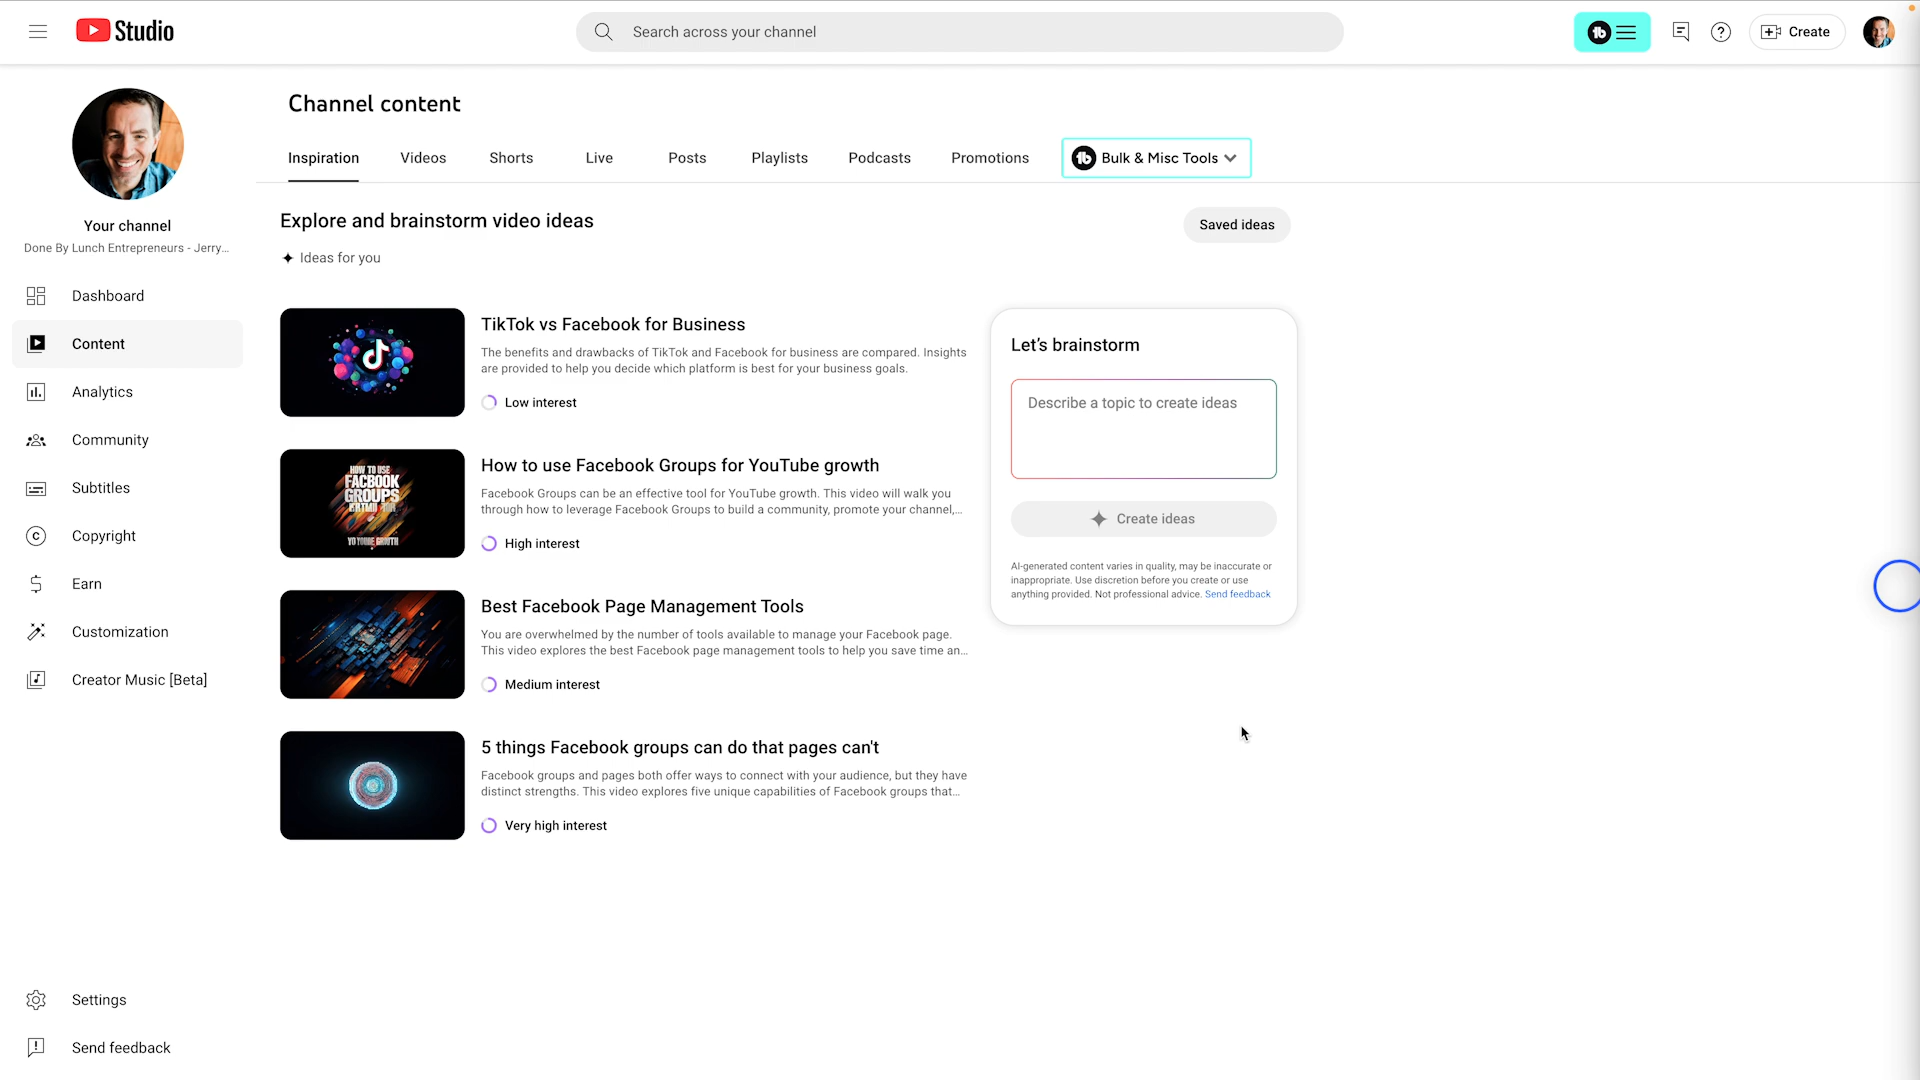 Studio
Search across your channel
Create
Your channel
Done By Lunch Entrepreneurs - Jerry...
Dashboard
Content
Analytics
Community
Subtitles
Copyright
Earn
Customization
Creator Music [Beta]
Settings
Send feedback
Channel content
Inspiration
Videos
Shorts
Live
Posts
Playlists
Podcasts
Promotions
Bulk & Misc Tools
Explore and brainstorm video ideas
Saved ideas
Ideas for you
TikTok vs Facebook for Business
The benefits and drawbacks of TikTok and Facebook for business are compared. Insights
are provided to help you decide which platform is best for your business goals.
Low interest
HOW TO USE
FACBOOK
GROUPS
How to use Facebook Groups for YouTube growth
Facebook Groups can be an effective tool for YouTube growth. This video will walk you
through how to leverage Facebook Groups to build a community, promote your channel,...
High interest
Best Facebook Page Management Tools
You are overwhelmed by the number of tools available to manage your Facebook page.
This video explores the best Facebook page management tools to help you save time an...
Medium interest
5 things Facebook groups can do that pages can't
Facebook groups and pages both offer ways to connect with your audience, but they have
distinct strengths. This video explores five unique capabilities of Facebook groups that...
Very high interest
Let's brainstorm
Describe a topic to create ideas
Create ideas
AI-generated content varies in quality, may be inaccurate or
inappropriate. Use discretion before you create or use
anything provided. Not professional advice. Send feedback